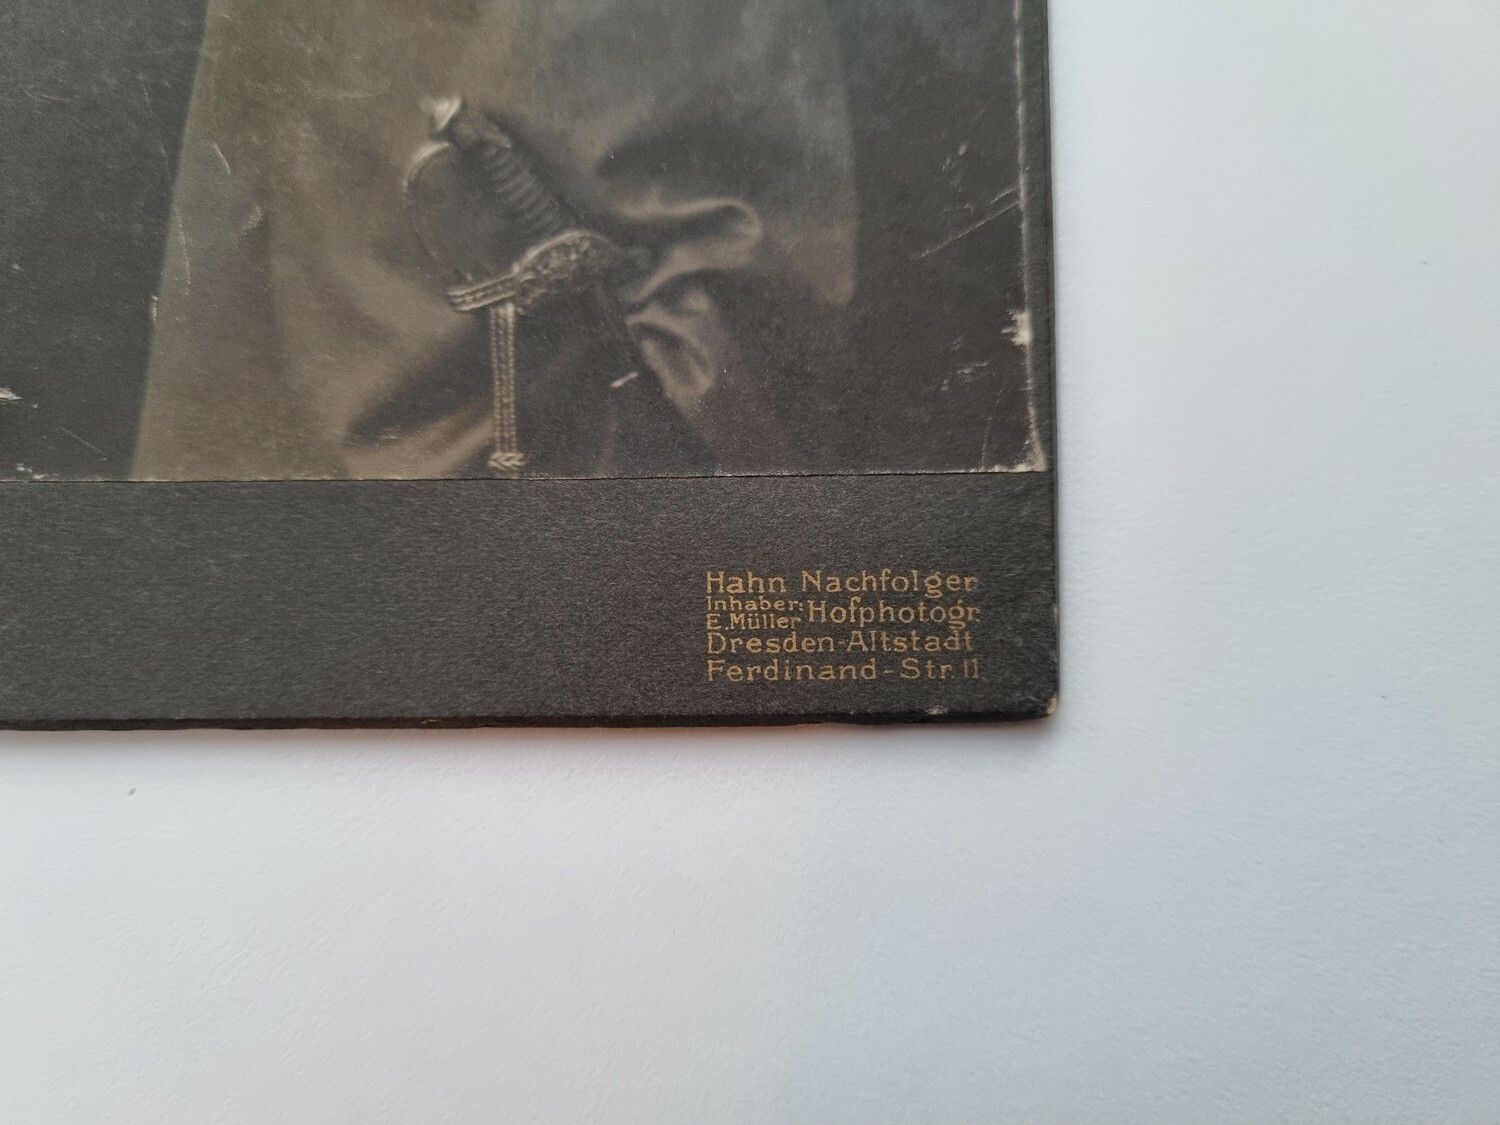 Hahn Nachfolger
Inhaber:
E. Müller Hofphotogr.
Dresden-Altstadt
Ferdinand-Str. 11.